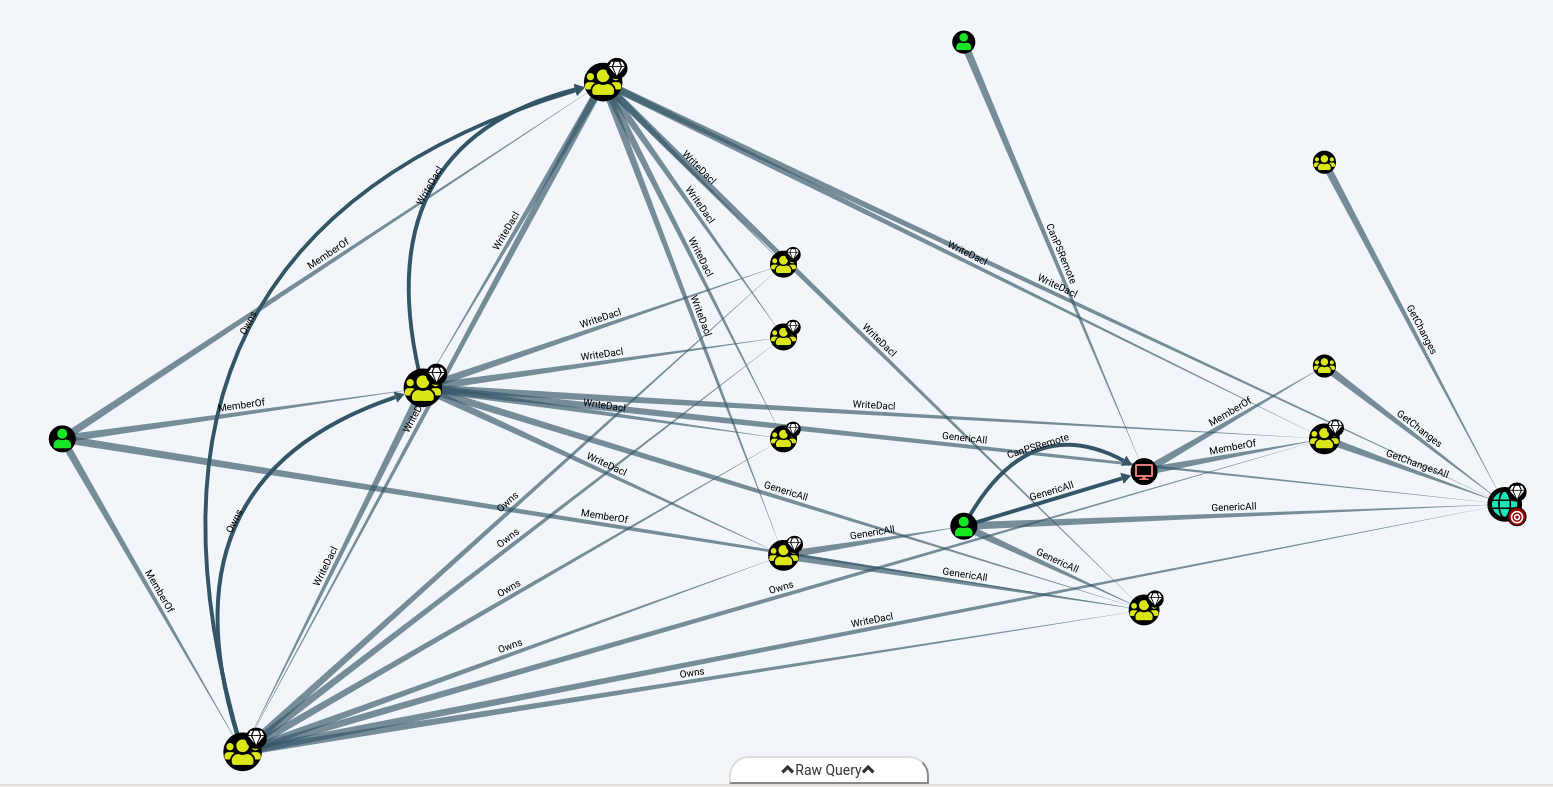 WriteDacl
WriteDacl
WriteDacl
WriteDacl
CanPSRemote
MemberOf
WriteDacl
WriteDacl
WriteDacl
WriteDacl
Owns
WriteDacl
WriteDacl
GetChanges
WriteDacl
WriteDacl
MemberOf
WriteDacl
WriteDacl
MemberOf
GetChanges
GenericAll
CanPSRemote
MemberOf
WriteDacl
GetChangesAll
GenericAll
GenericAll
Owns
Owns
MemberOf
GenericAll
GenericAll
Owns
WriteDacl
GenericAll
GenericAll
MemberOf
Owns
Owns
WriteDacl
Owns
Owns
Raw Query